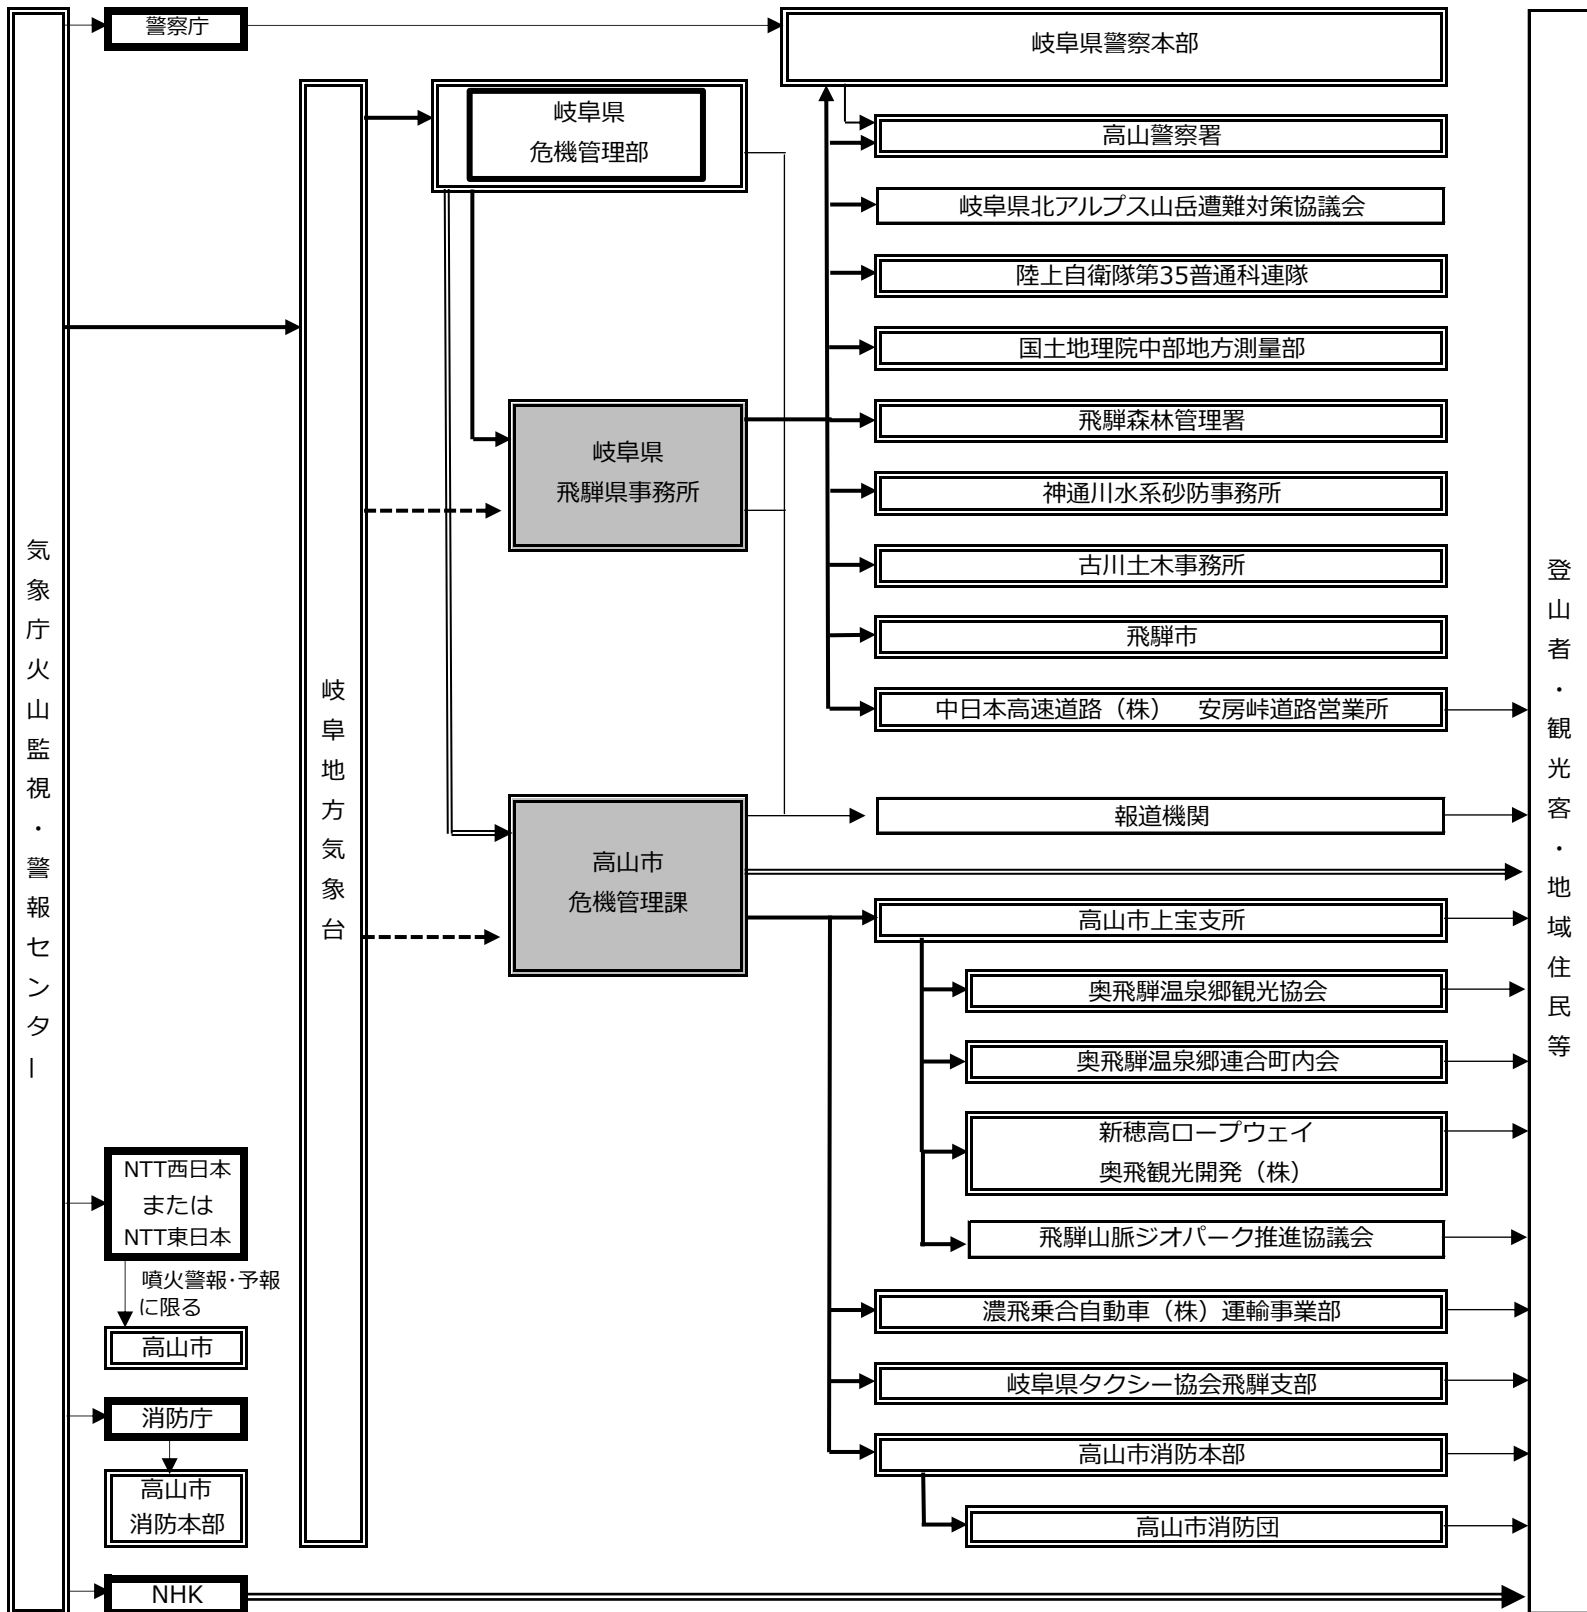 気象庁火山監視・警報センター
警察庁
岐阜地方気象台
岐阜県
危機管理部
岐阜県
飛騨県事務所
高山市
危機管理課
岐阜県警察本部
高山警察署
岐阜県北アルプス山岳遭難対策協議会
陸上自衛隊第35普通科連隊
国土地理院中部地方測量部
飛騨森林管理署
神通川水系砂防事務所
古川土木事務所
飛騨市
中日本高速道路（株）　安房峠道路営業所
報道機関
高山市上宝支所
奥飛騨温泉郷観光協会
奥飛騨温泉郷連合町内会
新穂高ロープウェイ
奥飛観光開発（株）
飛騨山脈ジオパーク推進協議会
濃飛乗合自動車（株）運輸事業部
岐阜県タクシー協会飛騨支部
高山市消防本部
高山市消防団
NTT西日本
または
NTT東日本
噴火警報・予報
に限る
高山市
消防庁
高山市
消防本部
NHK
登山者・観光客・地域住民等